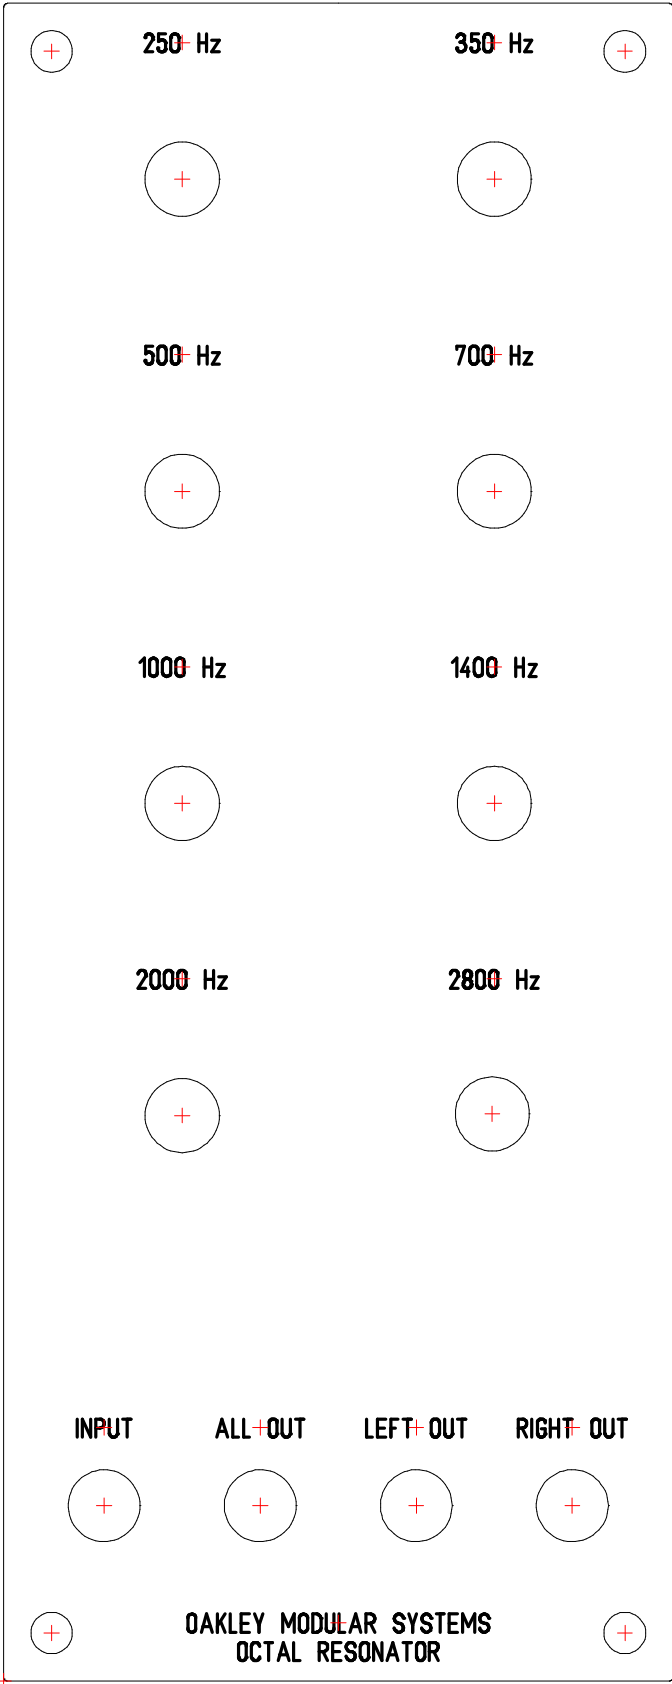 250 Hz 350 Hz
500 Hz 700 Hz
1000 Hz 1400 Hz
2000 Hz 2800 Hz
INPUT ALL OUT LEFT OUT RIGHT OUT
OAKLEY MODULAR SYSTEMS
OCTAL RESONATOR